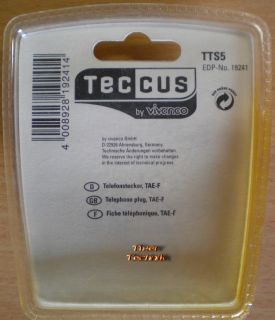 TTS5
EDP-No. 19241
TECCUS
by vivanco
4 008928 192414
by vivanco GmbH
D-22926 Ahrensburg, Germany.
Technische Änderungen vorbehalten.
We reserve the right to make changes
in the interest of technical progress.
D Telefonstecker, TAE-F
GB Telephone plug, TAE-F
F Fiche téléphonique, TAE-F